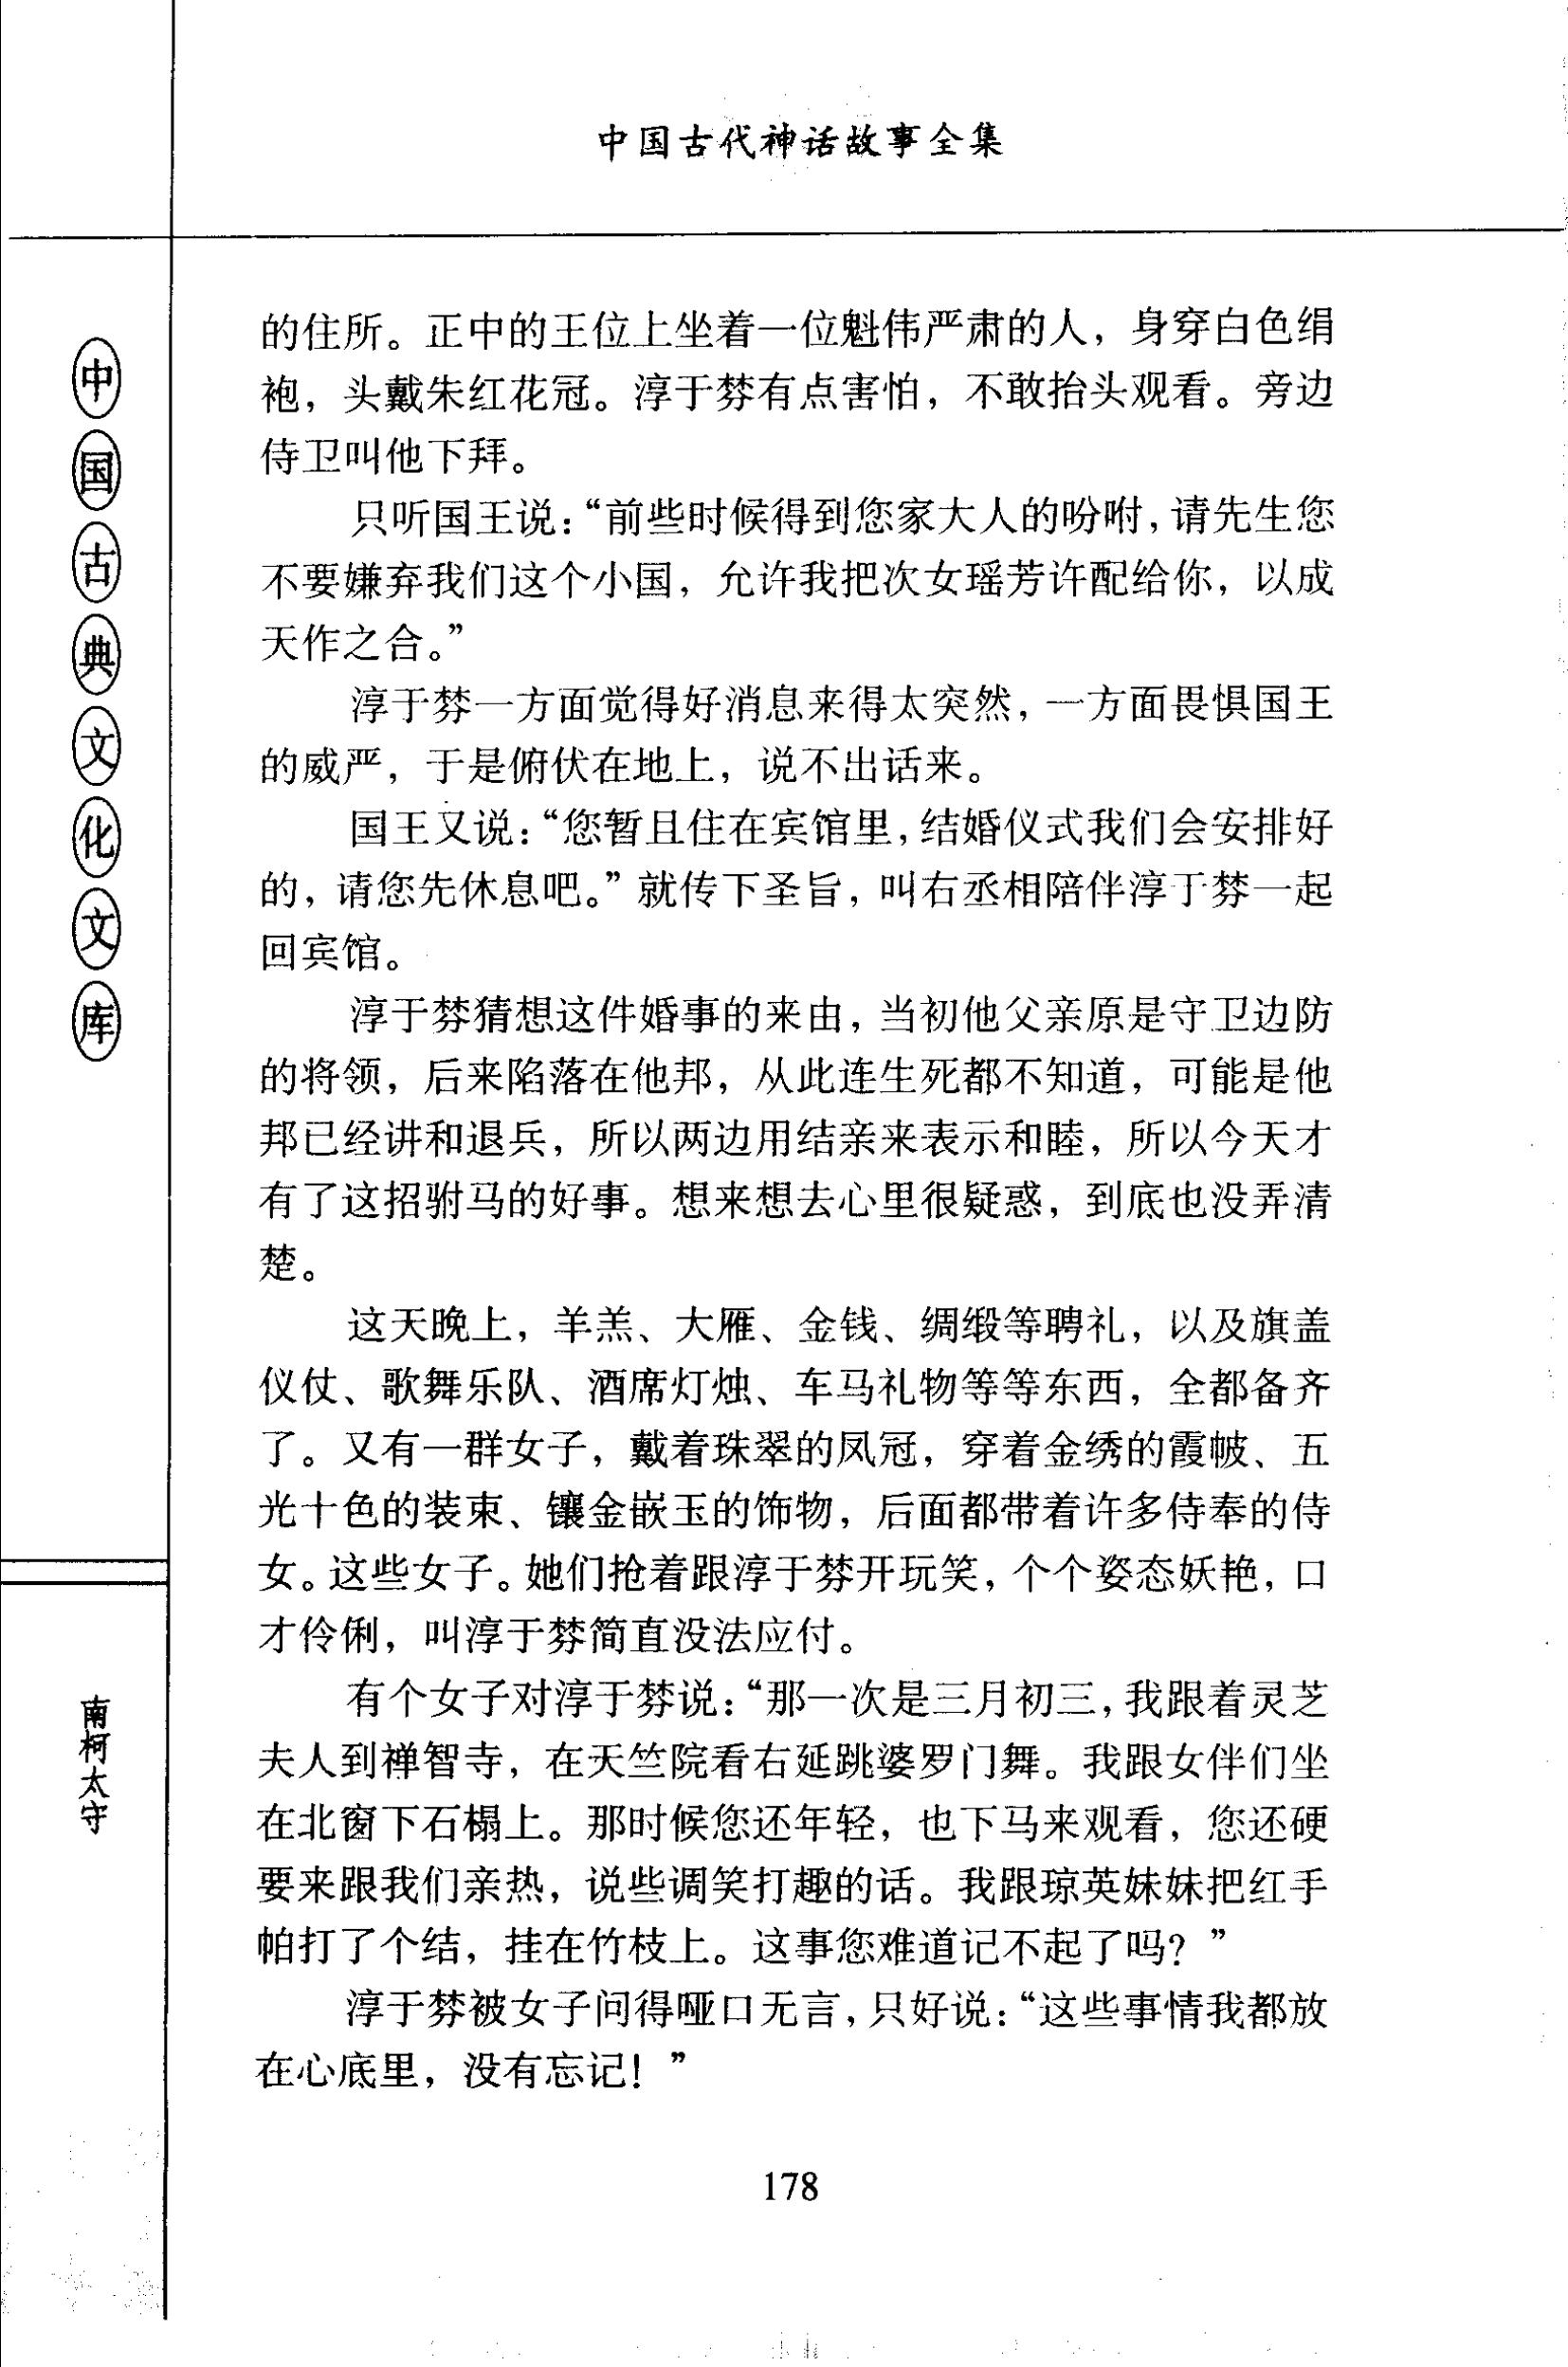 中国古代神话故事全集
中国古典文化文库
南柯太守
的住所。正中的王位上坐着一位魁伟严肃的人，身穿白色绢
袍，头戴朱红花冠。淳于棼有点害怕，不敢抬头观看。旁边
侍卫叫他下拜。
只听国王说：“前些时候得到您家大人的吩咐，请先生您
不要嫌弃我们这个小国，允许我把次女瑶芳许配给你，以成
天作之合。”
淳于棼一方面觉得好消息来得太突然，一方面畏惧国王
的威严，于是俯伏在地上，说不出话来。
国王又说：“您暂且住在宾馆里，结婚仪式我们会安排好
的，请您先休息吧。”就传下圣旨，叫右丞相陪伴淳于棼一起
回宾馆。
淳于棼猜想这件婚事的来由，当初他父亲原是守卫边防
的将领，后来陷落在他邦，从此连生死都不知道，可能是他
邦已经讲和退兵，所以两边用结亲来表示和睦，所以今天才
有了这招驸马的好事。想来想去心里很疑惑，到底也没弄清
楚。
这天晚上，羊羔、大雁、金钱、绸缎等聘礼，以及旗盖
仪仗、歌舞乐队、酒席灯烛、车马礼物等等东西，全都备齐
了。又有一群女子，戴着珠翠的凤冠，穿着金绣的霞帔、五
光十色的装束、镶金嵌玉的饰物，后面都带着许多侍奉的侍
女。这些女子。她们抢着跟淳于棼开玩笑，个个姿态妖艳，口
才伶俐，叫淳于棼简直没法应付。
有个女子对淳于棼说：“那一次是三月初三，我跟着灵芝
夫人到禅智寺，在天竺院看右延跳婆罗门舞。我跟女伴们坐
在北窗下石榻上。那时候您还年轻，也下马来观看，您还硬
要来跟我们亲热，说些调笑打趣的话。我跟琼英妹妹把红手
帕打了个结，挂在竹枝上。这事您难道记不起了吗？”
淳于棼被女子问得哑口无言，只好说：“这些事情我都放
在心底里，没有忘记！”
178